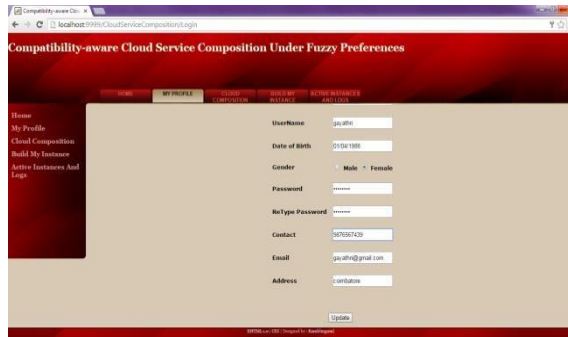 Compatibility-aware Clo... ×
localhost:9999/CloudServiceComposition/Login
Compatibility-aware Cloud Service Composition Under Fuzzy Preferences
HOME MY PROFILE CLOUD COMPOSITION BUILD MY INSTANCE ACTIVE INSTANCES AND LOGS
Home
My Profile
Cloud Composition
Build My Instance
Active Instances And
Logs
UserName gayathri
Date of Birth 01/04/1986
Gender Male Female
Password ********
ReType Password ********
Contact 9876567439
Email gayathri@gmail.com
Address coimbatore
Update
Designed by